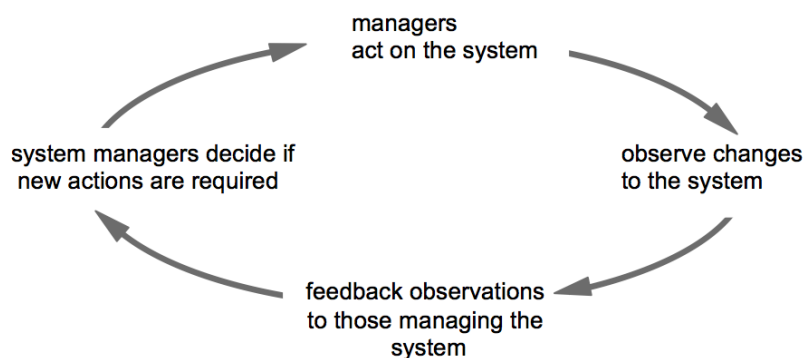 managers
act on the system
observe changes
to the system
feedback observations
to those managing the
system
system managers decide if
new actions are required